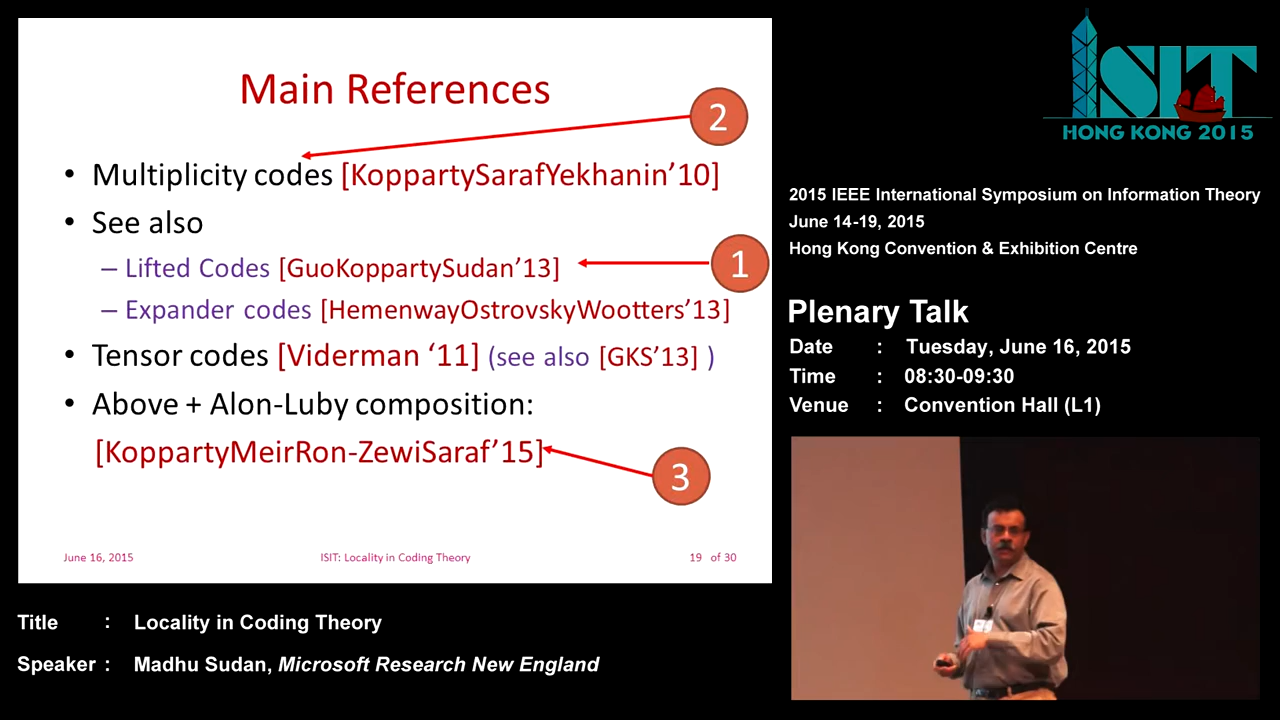 Main References
2
• Multiplicity codes [KoppartySarafYekhanin’10]
• See also
– Lifted Codes [GuoKoppartySudan’13]
1
– Expander codes [HemenwayOstrovskyWootters’13]
• Tensor codes [Viderman ‘11] (see also [GKS’13] )
• Above + Alon-Luby composition:
[KoppartyMeirRon-ZewiSaraf’15]
3
June 16, 2015 ISIT: Locality in Coding Theory 19 of 30
Title : Locality in Coding Theory
Speaker : Madhu Sudan, Microsoft Research New England
ISIT
HONG KONG 2015
2015 IEEE International Symposium on Information Theory
June 14-19, 2015
Hong Kong Convention & Exhibition Centre
Plenary Talk
Date : Tuesday, June 16, 2015
Time : 08:30-09:30
Venue : Convention Hall (L1)